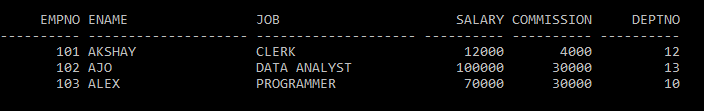 EMPNO ENAME JOB SALARY COMMISSION DEPTNO
---------- -------------------- -------------------- ---------- ---------- ----------
101 AKSHAY CLERK 12000 4000 12
102 AJO DATA ANALYST 100000 30000 13
103 ALEX PROGRAMMER 70000 30000 10